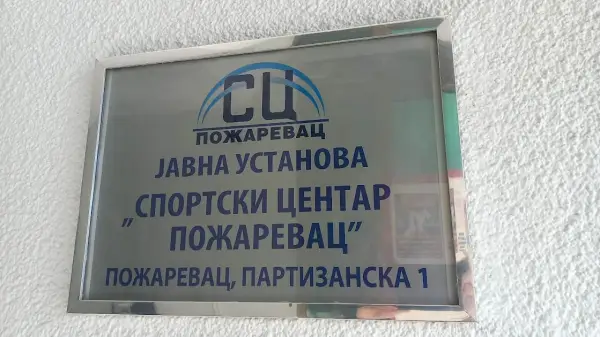 СЦ
ПОЖАРЕВАЦ
ЈАВНА УСТАНОВА
„СПОРТСКИ ЦЕНТАР
ПОЖАРЕВАЦ”
ПОЖАРЕВАЦ, ПАРТИЗАНСКА 1